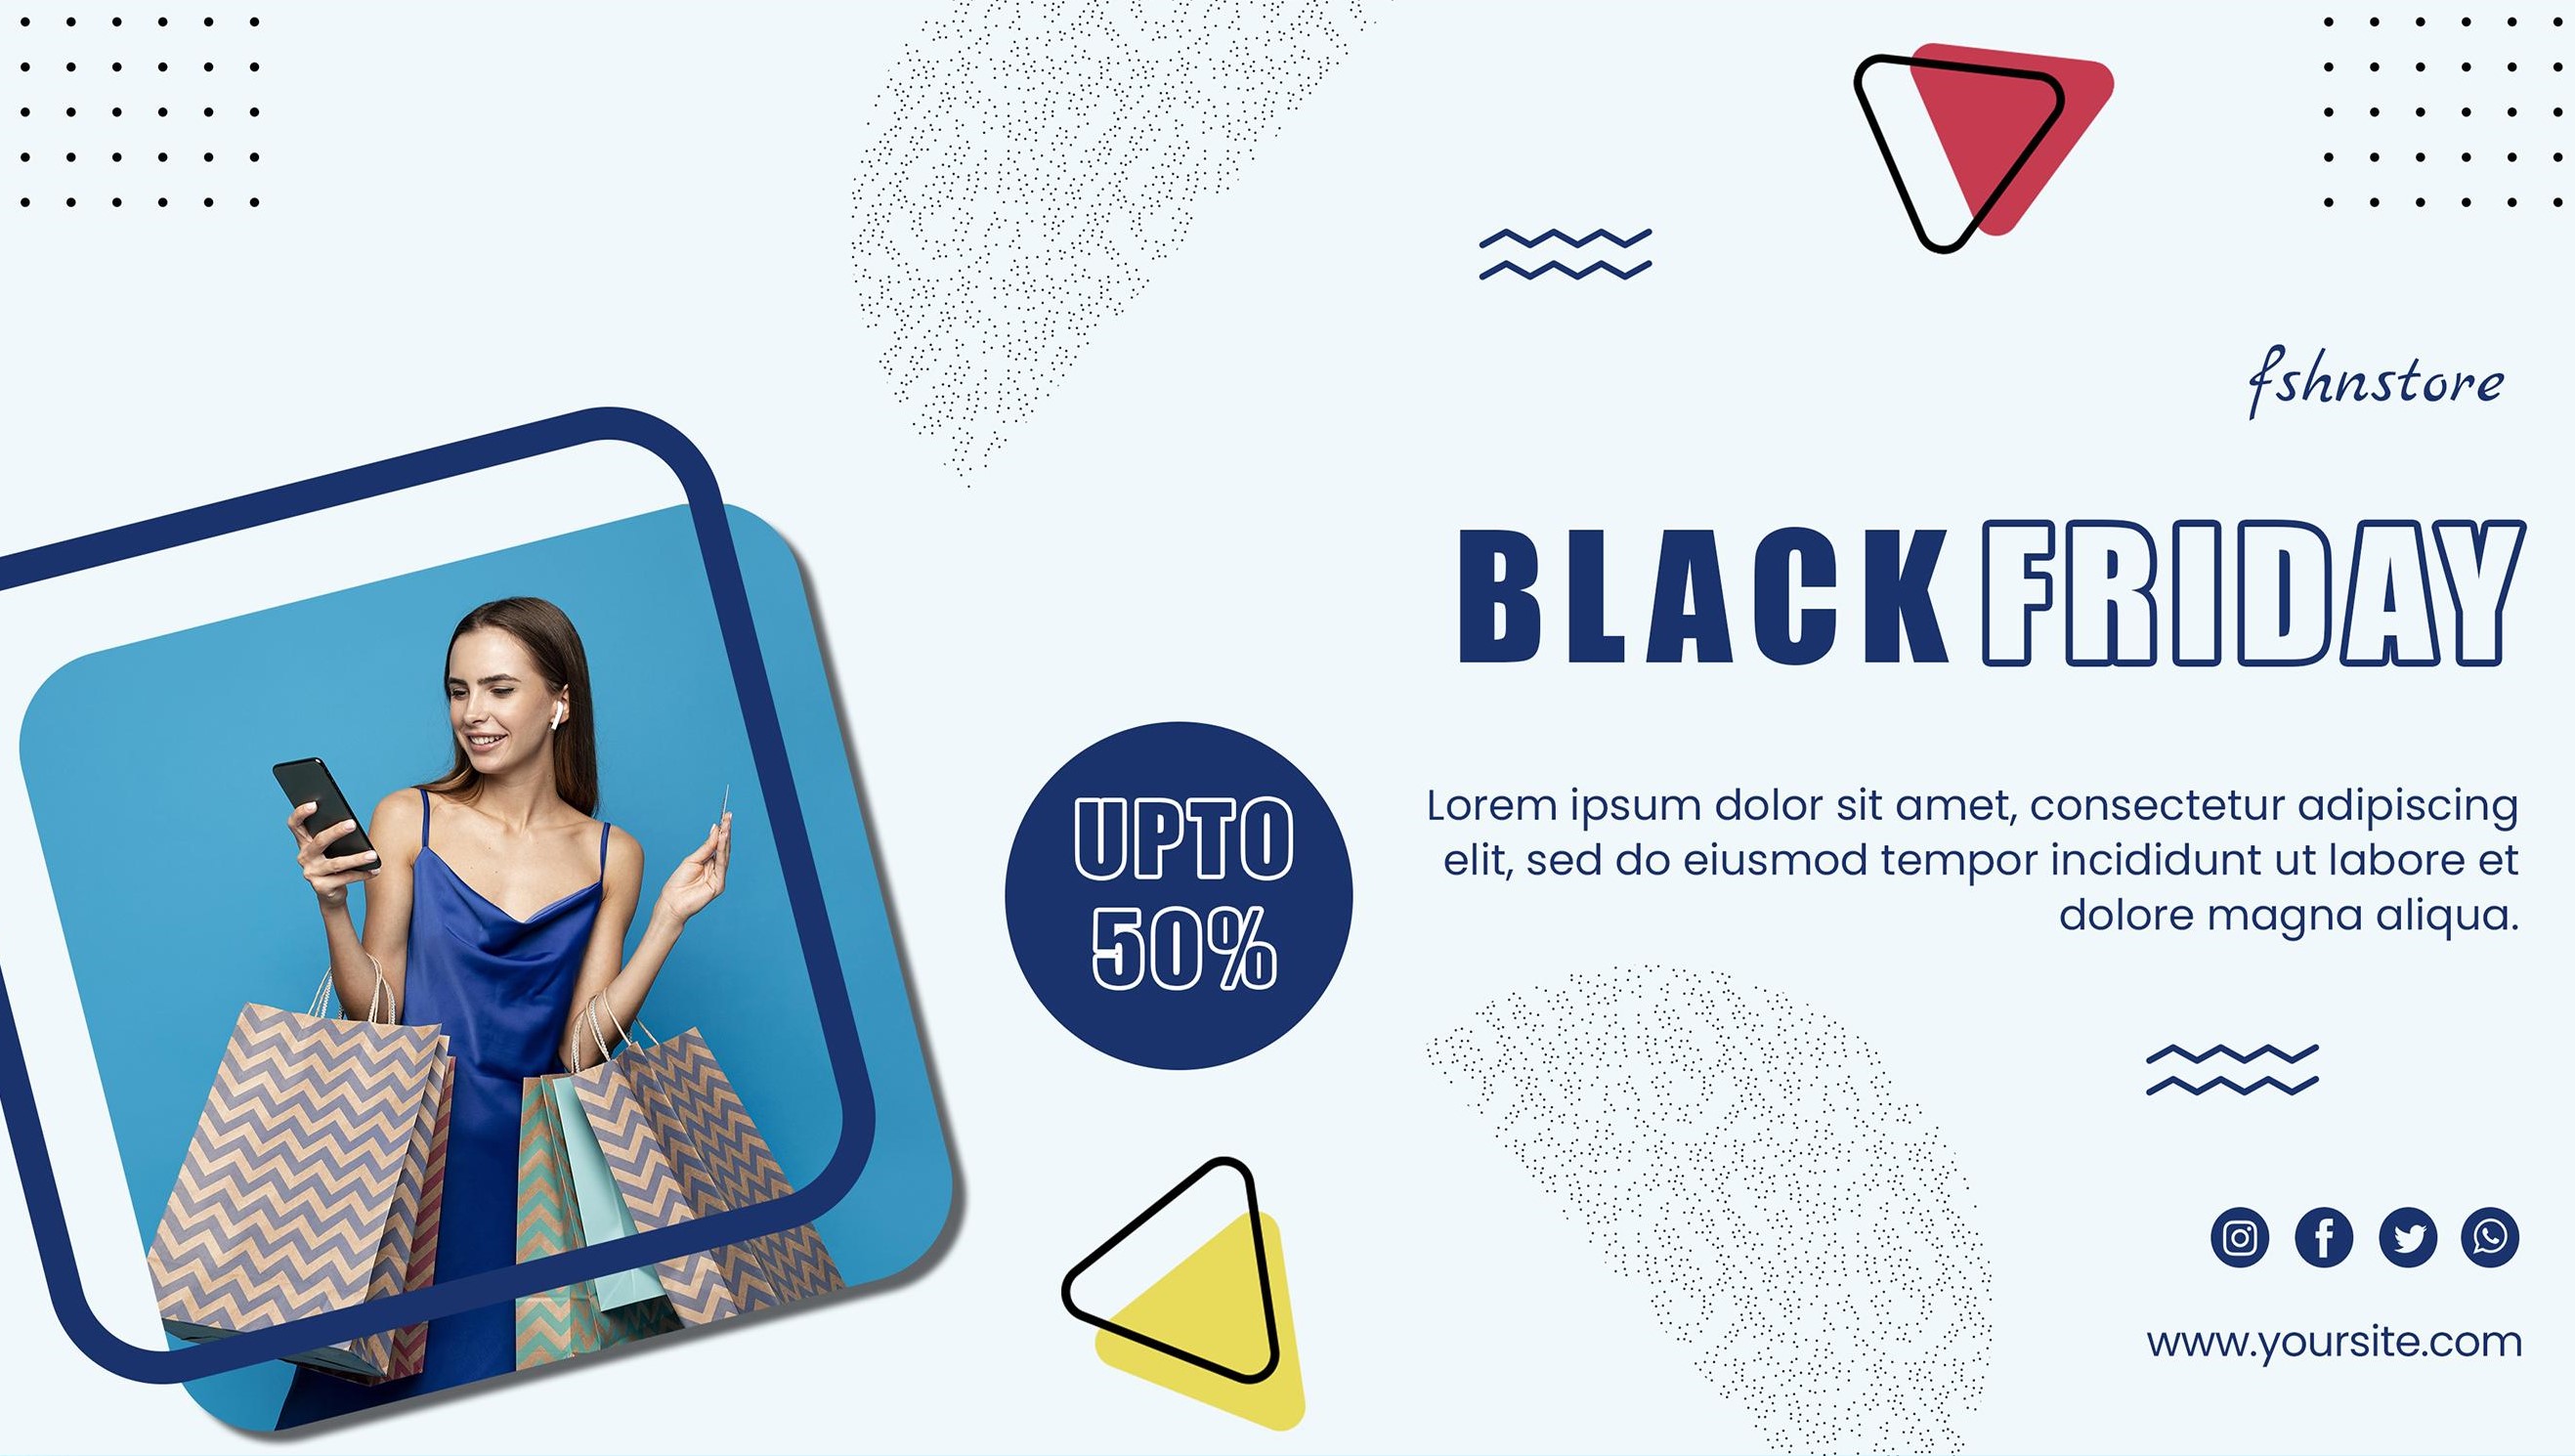 fshnstore
BLACK FRIDAY
UPTO
50%
Lorem ipsum dolor sit amet, consectetur adipiscing
elit, sed do eiusmod tempor incididunt ut labore et
dolore magna aliqua.
www.yoursite.com